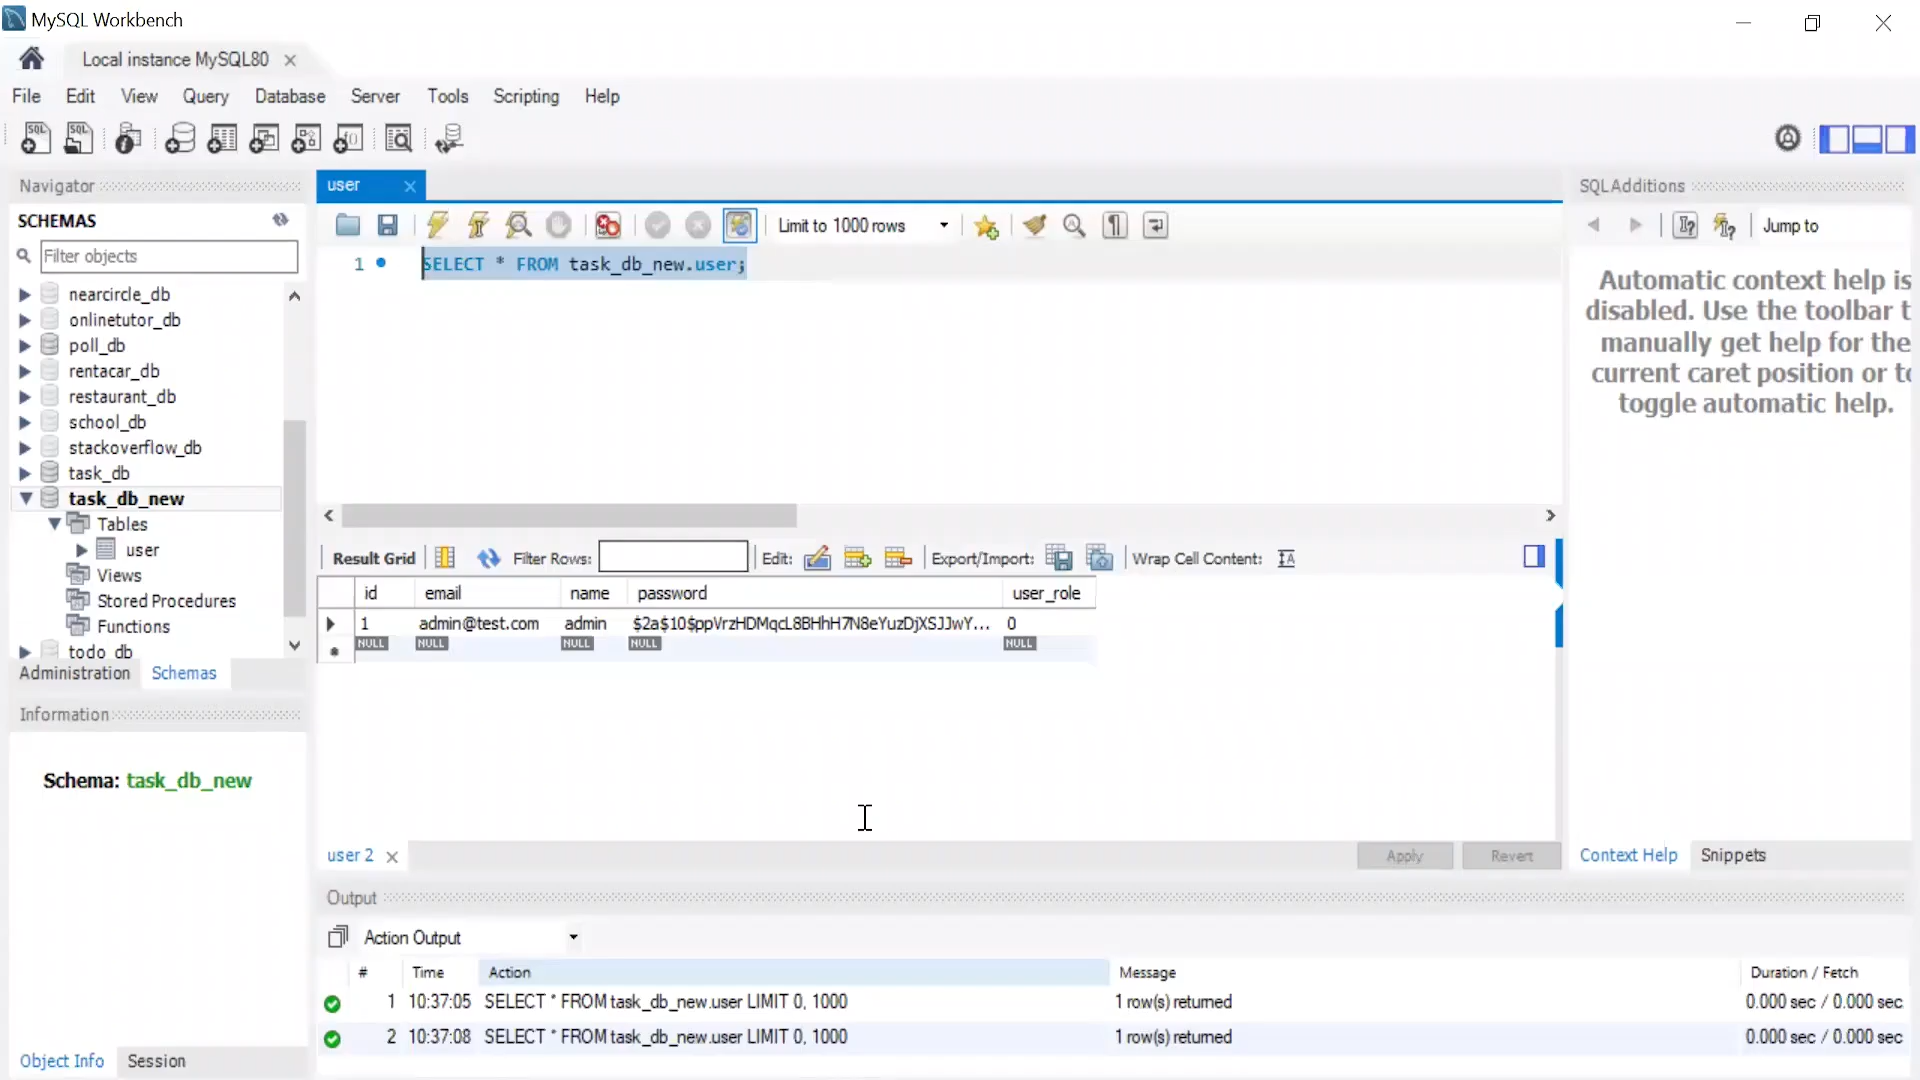 MySQL Workbench
Local instance MySQL80
File Edit View Query Database Server Tools Scripting Help
Navigator
SCHEMAS
Filter objects
nearcircle_db
onlinetutor_db
poll_db
rentacar_db
restaurant_db
school_db
stackoverflow_db
task_db
task_db_new
Tables
user
Views
Stored Procedures
Functions
todo_db
Administration Schemas
Information
Schema: task_db_new
Object Info Session
user
Limit to 1000 rows
1 SELECT * FROM task_db_new.user;
Result Grid Filter Rows: Edit: Export/Import: Wrap Cell Content:
id email name password user_role
1 admin@test.com admin $2a$10$ppVrzHDMqcL8BHhH7N8eYuzDjXSJJwY... 0
NULL NULL NULL NULL NULL
user 2 Apply Revert
Output
Action Output
# Time Action Message Duration / Fetch
1 10:37:05 SELECT * FROM task_db_new.user LIMIT 0, 1000 1 row(s) returned 0.000 sec / 0.000 sec
2 10:37:08 SELECT * FROM task_db_new.user LIMIT 0, 1000 1 row(s) returned 0.000 sec / 0.000 sec
SQLAdditions
Jump to
Automatic context help is
disabled. Use the toolbar t
manually get help for the
current caret position or to
toggle automatic help.
Context Help Snippets